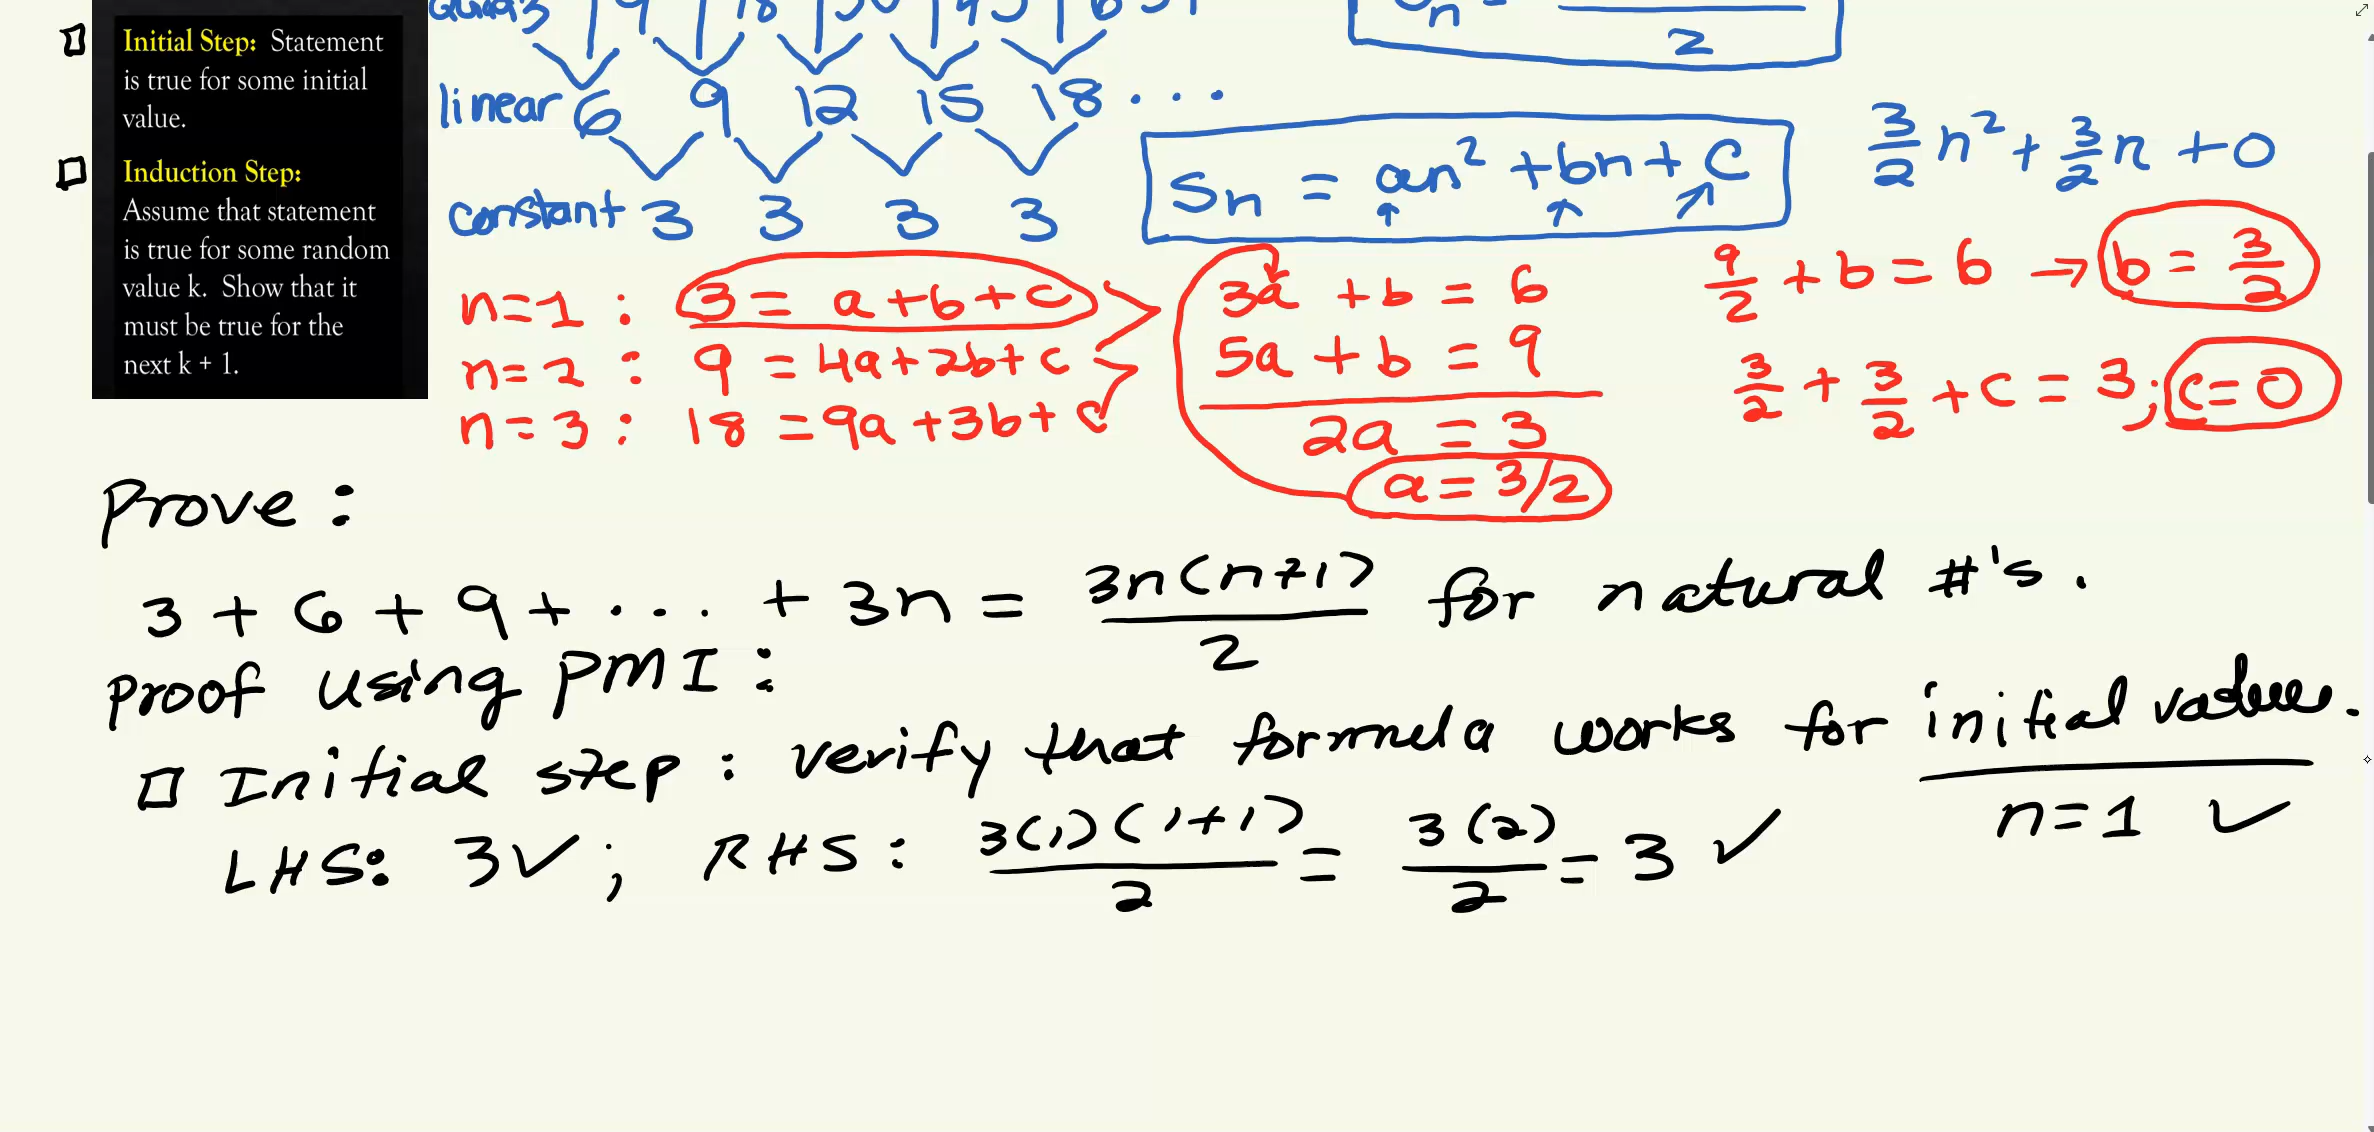 Initial Step: Statement
is true for some initial
value.
Induction Step:
Assume that statement
is true for some random
value k. Show that it
must be true for the
next k + 1.
linear 6 9 12 15 18 ...
constant 3 3 3 3
n
2
Sn = an² + bn + c
3/2 n² + 3/2 n + 0
n=1 : 3 = a+b+c
n=2 : 9 = 4a+2b+c
n=3 : 18 = 9a+3b+c
3a + b = 6
5a + b = 9
2a = 3
a = 3/2
9/2 + b = 6 → b = 3/2
3/2 + 3/2 + c = 3; c = 0
Prove :
3 + 6 + 9 + ... + 3n = 3n(n+1)/2 for natural #'s.
Proof using PMI :
□ Initial step : verify that formula works for initial values.
n=1 ✓
LHS: 3 ✓ ; RHS : 3(1)(1+1)/2 = 3(2)/2 = 3 ✓